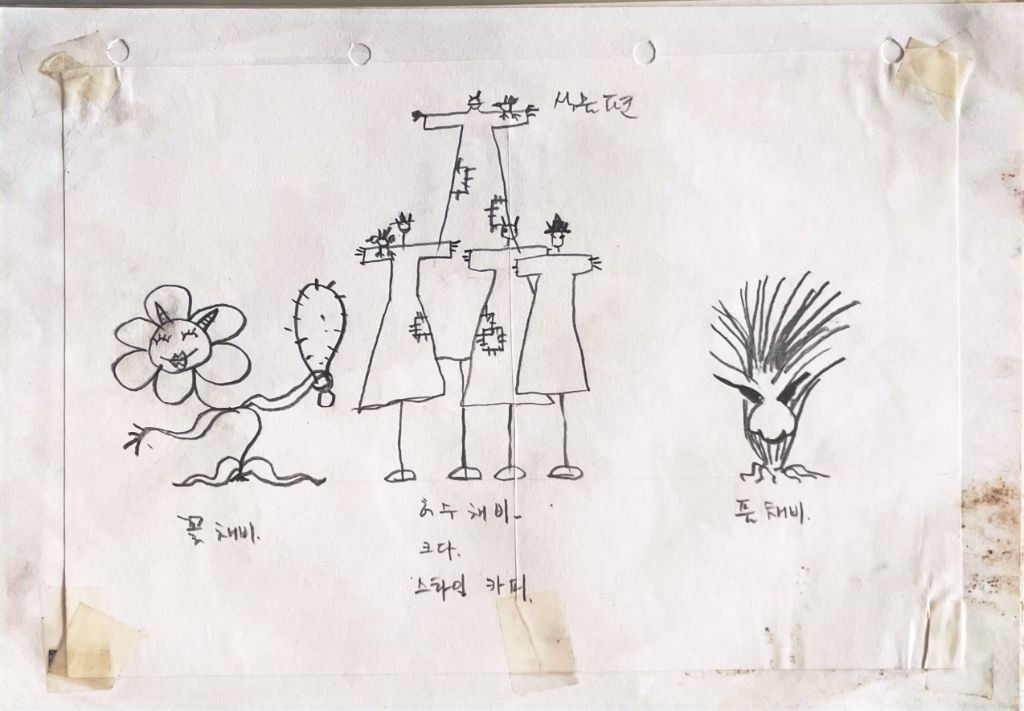 꽃 채비.
허수 채비.
크다.
스타일 카피.
풀 채비.